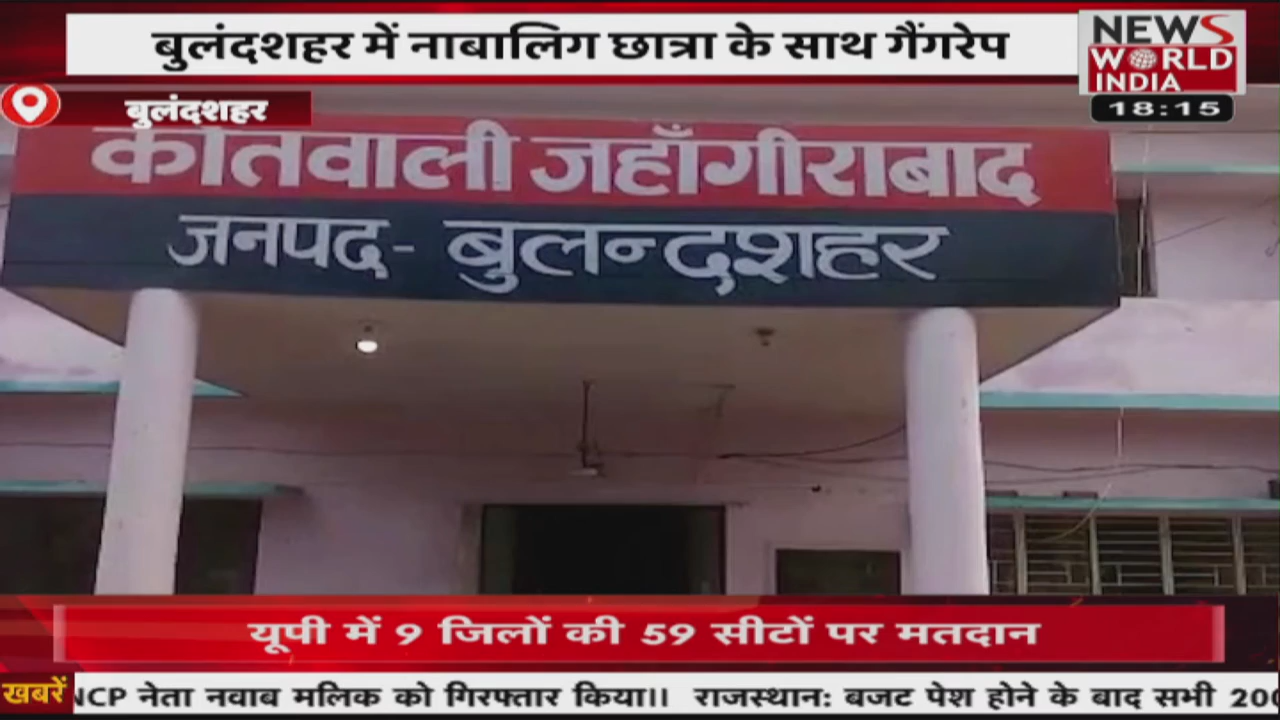 बुलंदशहर में नाबालिग छात्रा के साथ गैंगरेप
NEWS
WORLD
INDIA
18:15
बुलंदशहर
कोतवाली जहाँगीराबाद
जनपद- बुलन्दशहर
यूपी में 9 जिलों की 59 सीटों पर मतदान
खबरें NCP नेता नवाब मलिक को गिरफ्तार किया।। राजस्थान: बजट पेश होने के बाद सभी 200